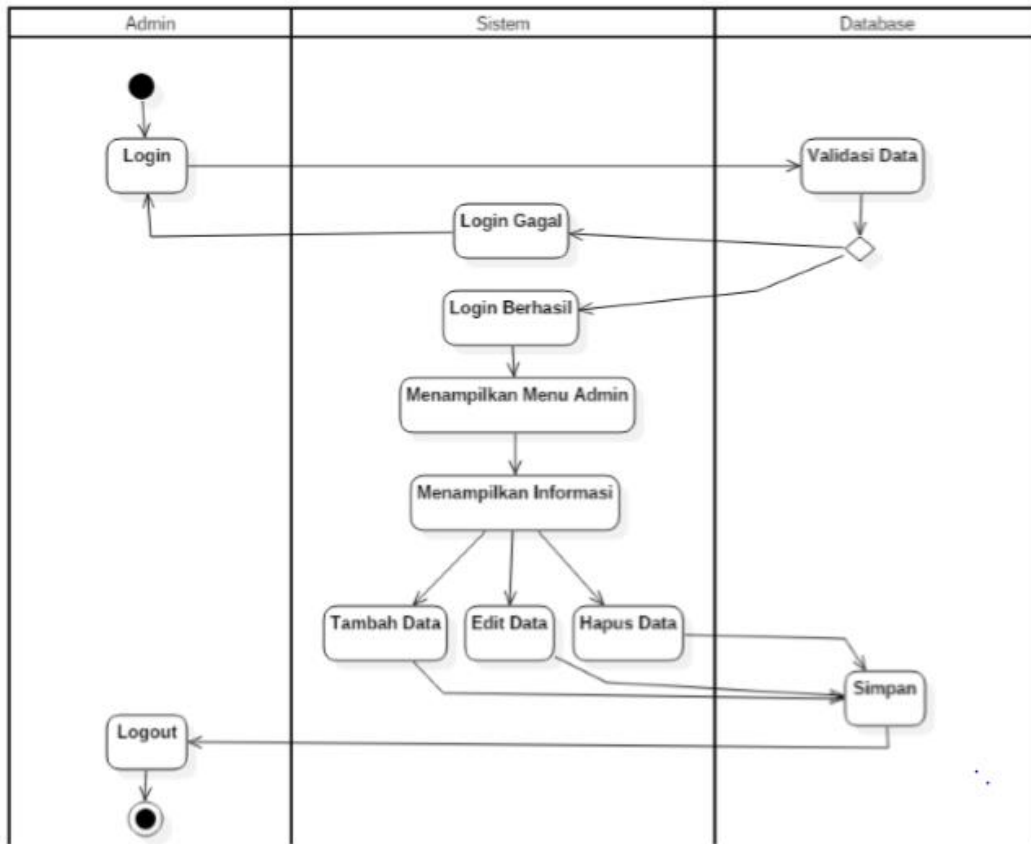 Admin
Sistem
Database
Login
Validasi Data
Login Gagal
Login Berhasil
Menampilkan Menu Admin
Menampilkan Informasi
Tambah Data
Edit Data
Hapus Data
Simpan
Logout